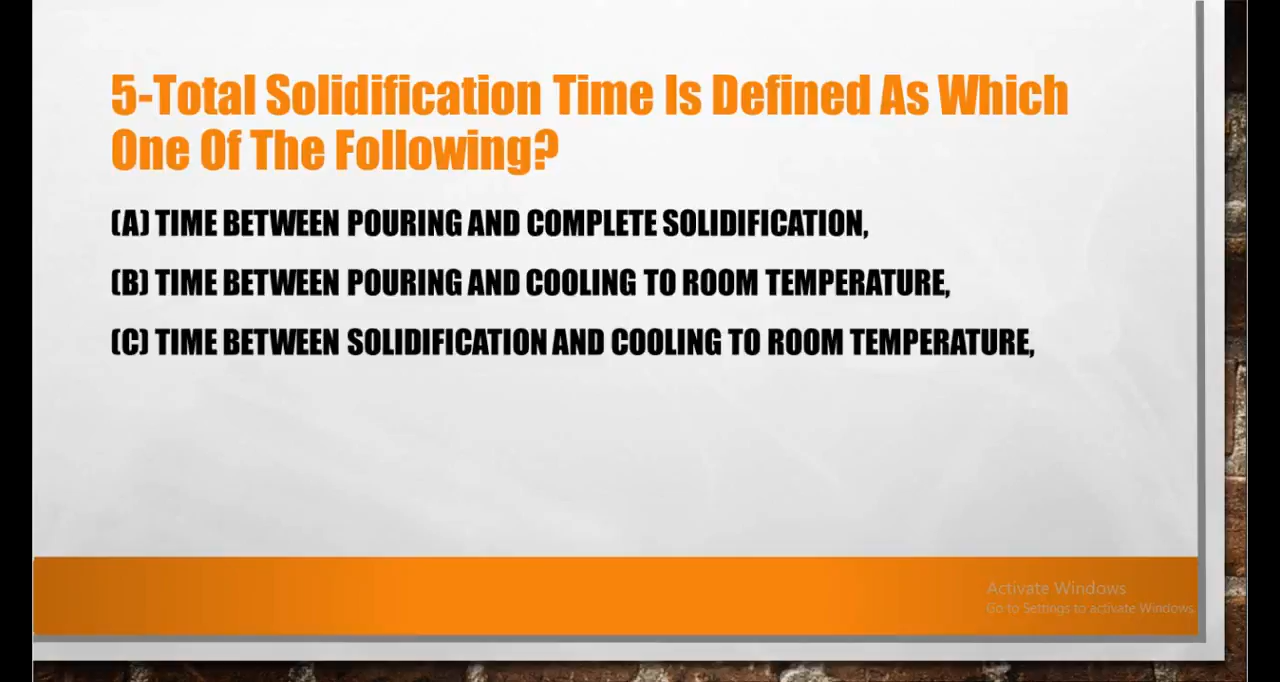 5-Total Solidification Time Is Defined As Which
One Of The Following?
(A) TIME BETWEEN POURING AND COMPLETE SOLIDIFICATION,
(B) TIME BETWEEN POURING AND COOLING TO ROOM TEMPERATURE,
(C) TIME BETWEEN SOLIDIFICATION AND COOLING TO ROOM TEMPERATURE,
Activate Windows
Go to Settings to activate Windows.